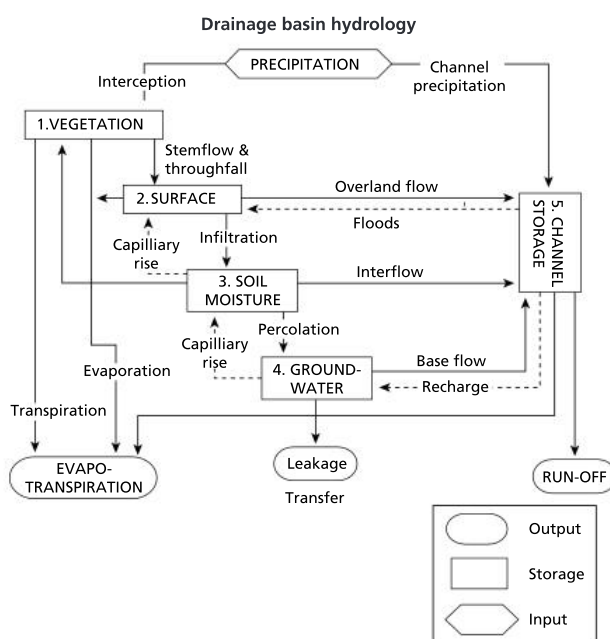 Drainage basin hydrology
PRECIPITATION
Interception
Channel
precipitation
1.VEGETATION
Stemflow &
throughfall
2.SURFACE
Overland flow
Floods
5. CHANNEL
STORAGE
Capilliary
rise
Infiltration
3. SOIL
MOISTURE
Interflow
Capilliary
rise
Percolation
Evaporation
4. GROUND-
WATER
Base flow
Recharge
Transpiration
EVAPO-
TRANSPIRATION
Leakage
Transfer
RUN-OFF
Output
Storage
Input